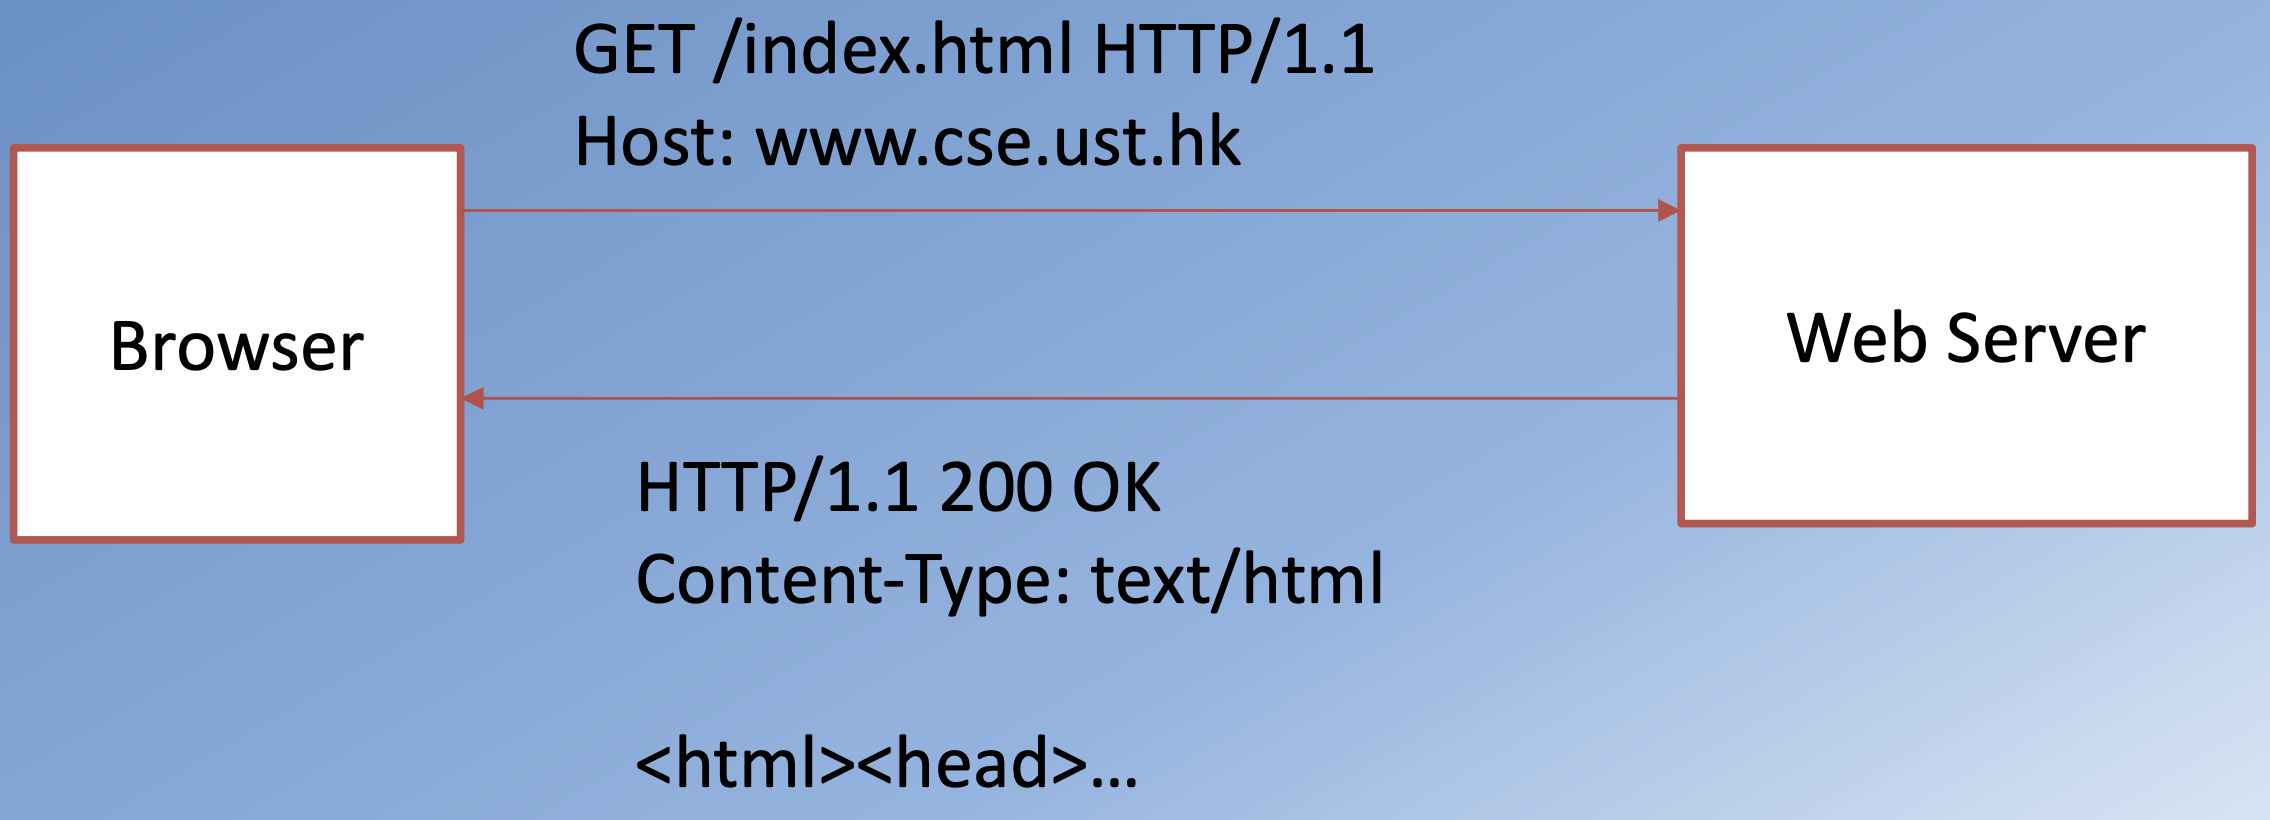 GET /index.html HTTP/1.1
Host: www.cse.ust.hk
Browser
Web Server
HTTP/1.1 200 OK
Content-Type: text/html
<html><head>...